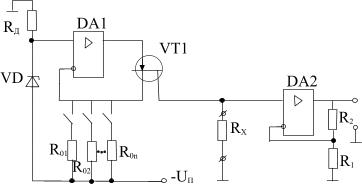 DA1
R_Д
VT1
VD
DA2
R_X
R_2
R_01
R_02
R_0n
R_1
-U_П